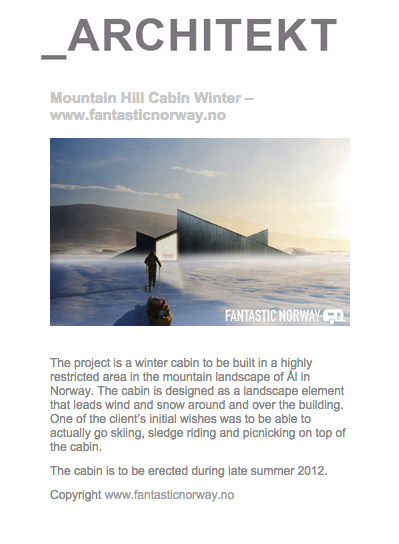 _ARCHITEKT
Mountain Hill Cabin Winter –
www.fantasticnorway.no
FANTASTIC NORWAY
The project is a winter cabin to be built in a highly
restricted area in the mountain landscape of Ål in
Norway. The cabin is designed as a landscape element
that leads wind and snow around and over the building.
One of the client's initial wishes was to be able to
actually go skiing, sledge riding and picnicking on top of
the cabin.
The cabin is to be erected during late summer 2012.
Copyright www.fantasticnorway.no